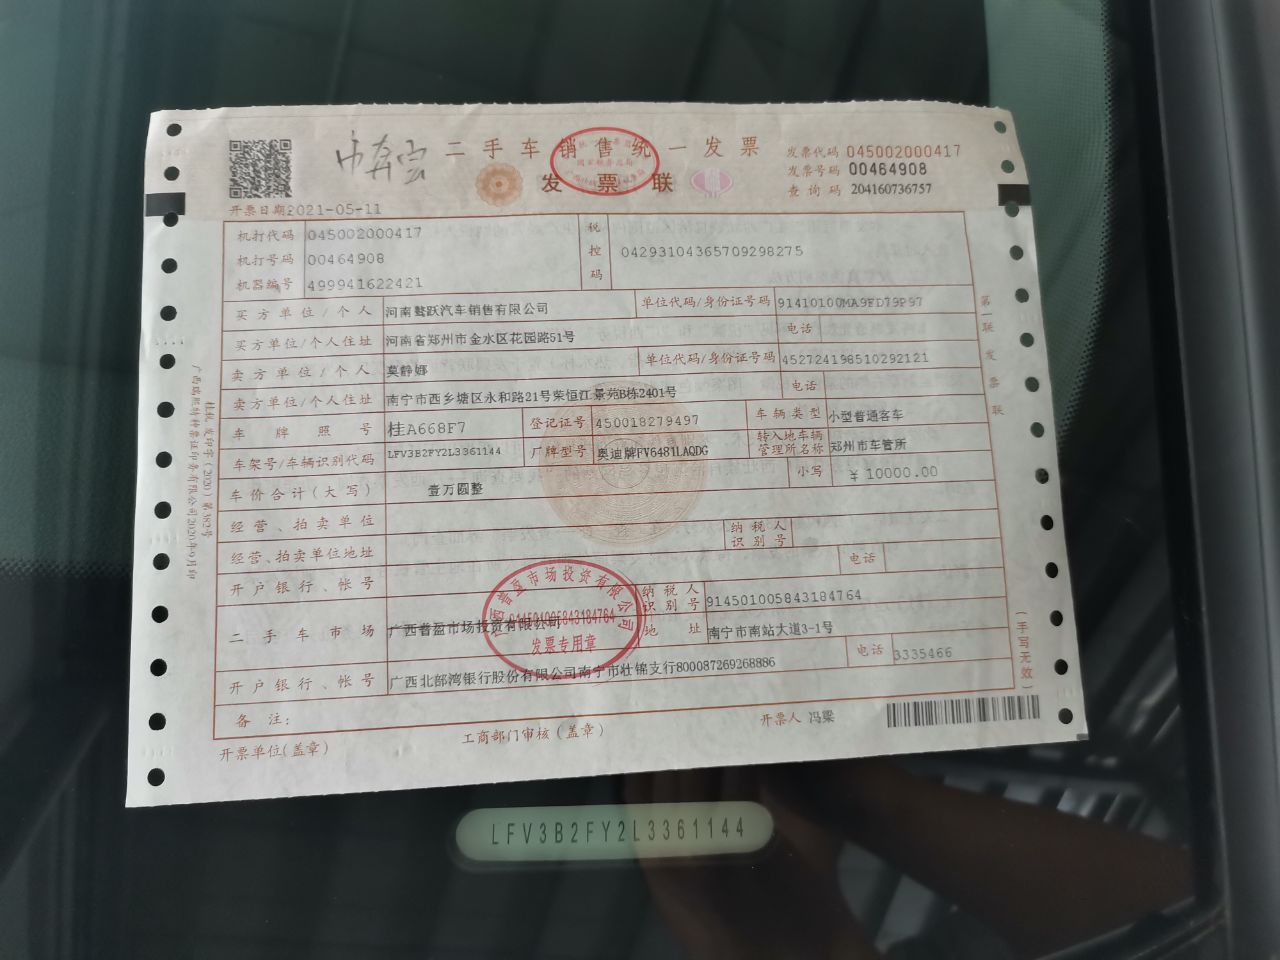 二手车销售统一发票
发票联
发票代码 045002000417
发票号码 00464908
查询码 204160736757
开票日期2021-05-11
机打代码 045002000417
机打号码 00464908
机器编号 499941622421
税控码 04293104365709298275
买方单位/个人 河南骜跃汽车销售有限公司 单位代码/身份证号码 91410100MA9FD79P97
买方单位/个人住址 河南省郑州市金水区花园路51号 电话
卖方单位/个人 莫静娜 单位代码/身份证号码 452724198510292121
卖方单位/个人住址 南宁市西乡塘区永和路21号荣恒江景苑B栋2401号 电话
车牌照号 桂A668F7 登记证号 450018279497 车辆类型 小型普通客车
车架号/车辆识别代码 LFV3B2FY2L3361144 厂牌型号 奥迪牌FV6481LAQDG 转入地车辆管理所名称 郑州市车管所
车价合计(大写) 壹万圆整 小写 ￥10000.00
经营、拍卖单位
经营、拍卖单位地址 纳税人识别号
开户银行、帐号 电话
二手车市场 广西普盈市场投资有限公司 纳税人识别号 914501005843184764
地址 南宁市南站大道3-1号
开户银行、帐号 广西北部湾银行股份有限公司南宁市壮锦支行800087269268886 电话 3335466
备注:
开票单位(盖章) 工商部门审核(盖章) 开票人 冯梁
第一联 发票联
(手写无效)
广西普盈市场投资有限公司
914501005843184764
发票专用章
LFV3B2FY2L3361144